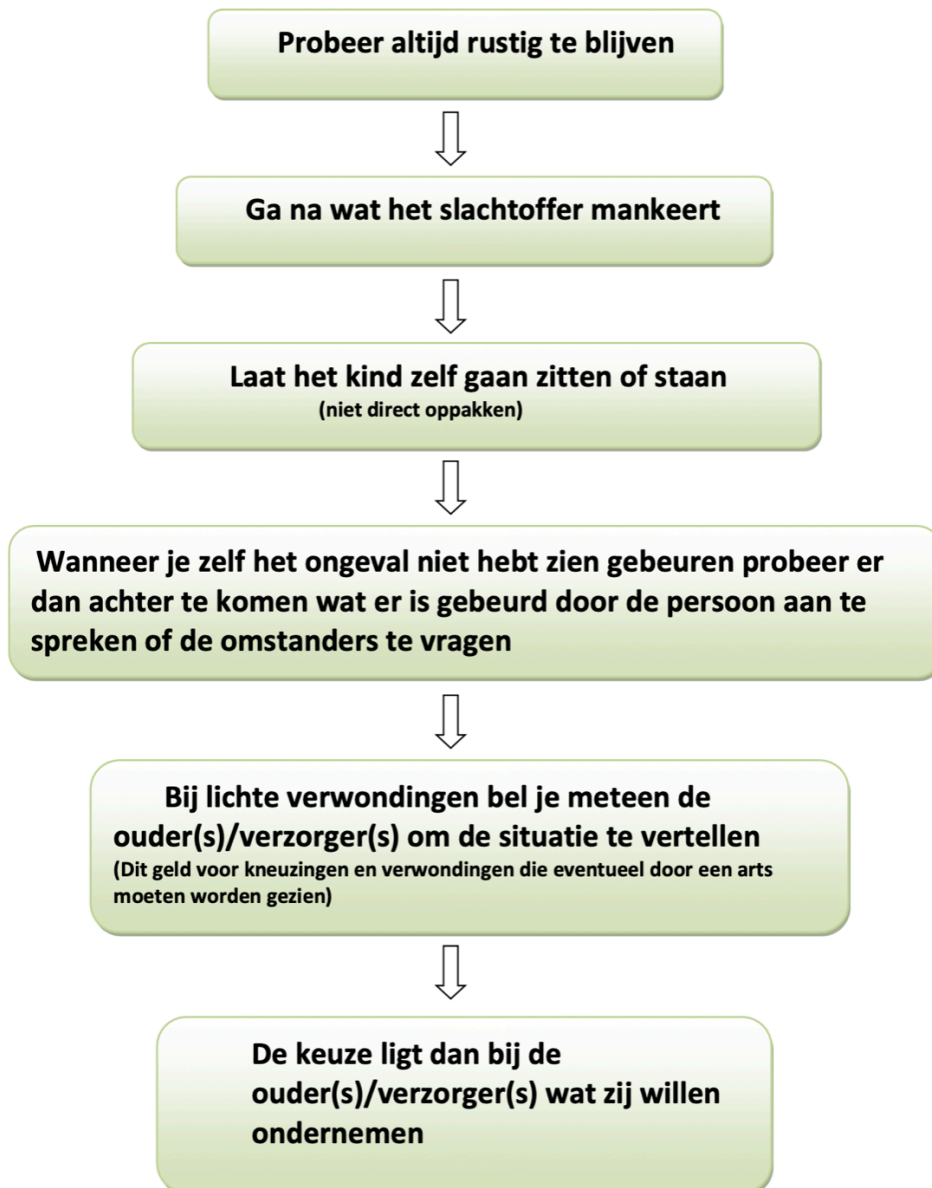 Probeer altijd rustig te blijven
Ga na wat het slachtoffer mankeert
Laat het kind zelf gaan zitten of staan
(niet direct oppakken)
Wanneer je zelf het ongeval niet hebt zien gebeuren probeer er
dan achter te komen wat er is gebeurd door de persoon aan te
spreken of de omstanders te vragen
Bij lichte verwondingen bel je meteen de
ouder(s)/verzorger(s) om de situatie te vertellen
(Dit geld voor kneuzingen en verwondingen die eventueel door een arts
moeten worden gezien)
De keuze ligt dan bij de
ouder(s)/verzorger(s) wat zij willen
ondernemen